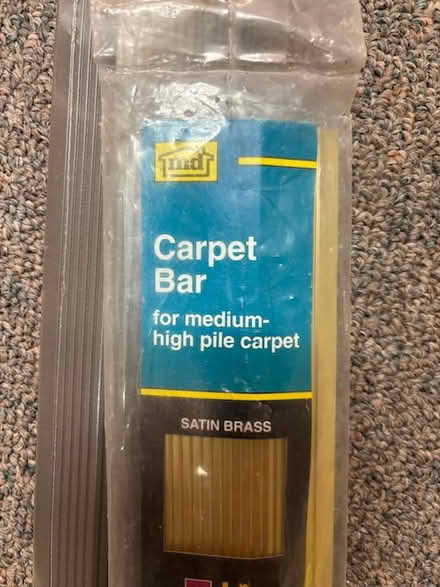 md
Carpet
Bar
for medium-
high pile carpet
SATIN BRASS